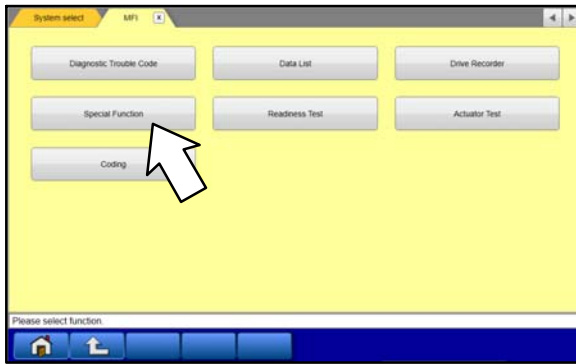 System select MFI x
Diagnostic Trouble Code Data List Drive Recorder
Special Function Readiness Test Actuator Test
Coding
Please select function.